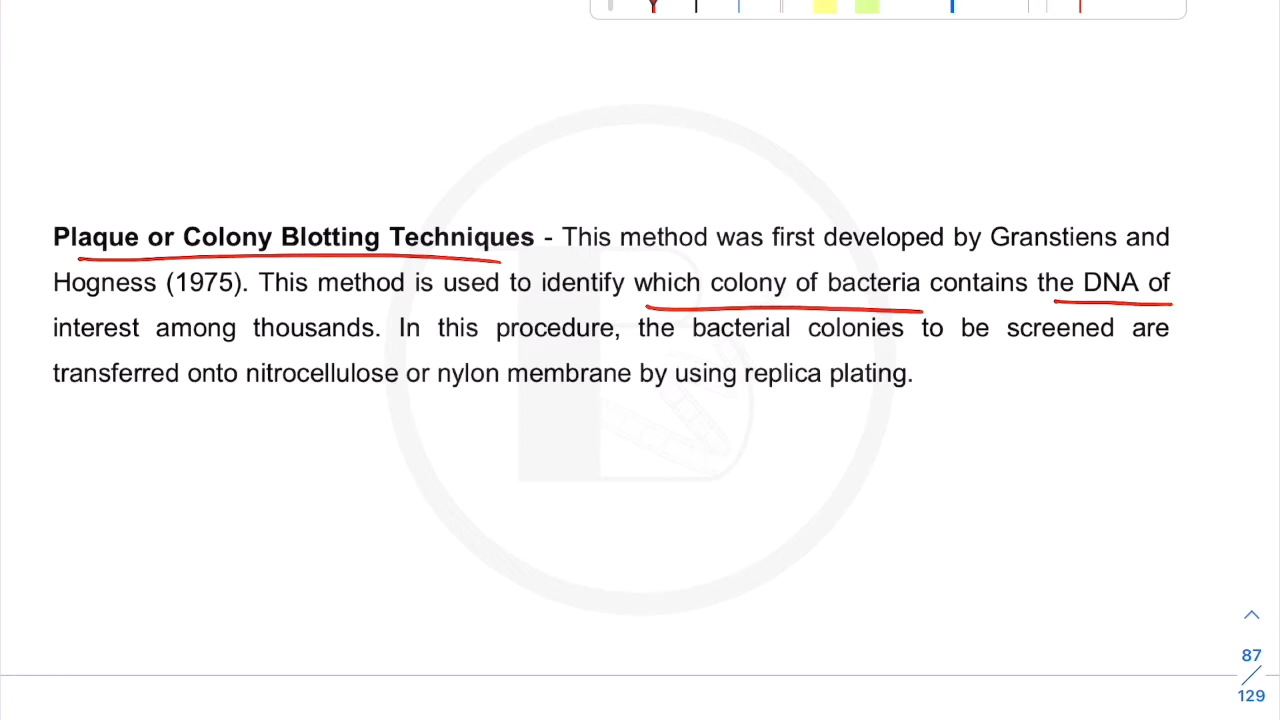 Plaque or Colony Blotting Techniques - This method was first developed by Granstiens and
Hogness (1975). This method is used to identify which colony of bacteria contains the DNA of
interest among thousands. In this procedure, the bacterial colonies to be screened are
transferred onto nitrocellulose or nylon membrane by using replica plating.
87
129